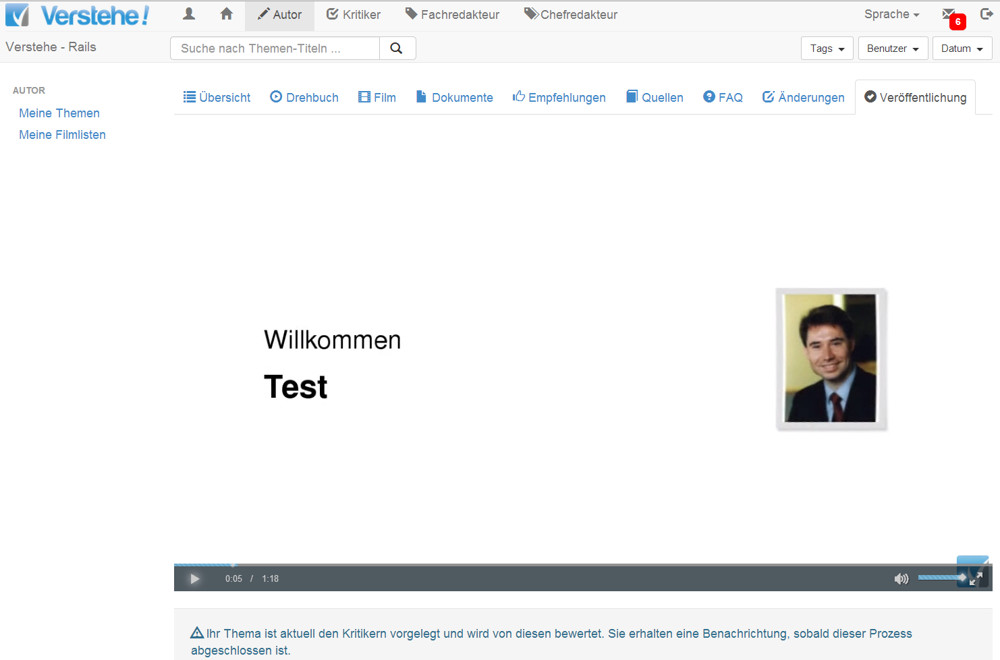 Verstehe!
Autor
Kritiker
Fachredakteur
Chefredakteur
Sprache
6
Verstehe - Rails
Suche nach Themen-Titeln ...
Tags
Benutzer
Datum
AUTOR
Meine Themen
Meine Filmlisten
Übersicht
Drehbuch
Film
Dokumente
Empfehlungen
Quellen
FAQ
Änderungen
Veröffentlichung
Willkommen
Test
0:05 / 1:18
Ihr Thema ist aktuell den Kritikern vorgelegt und wird von diesen bewertet. Sie erhalten eine Benachrichtung, sobald dieser Prozess
abgeschlossen ist.